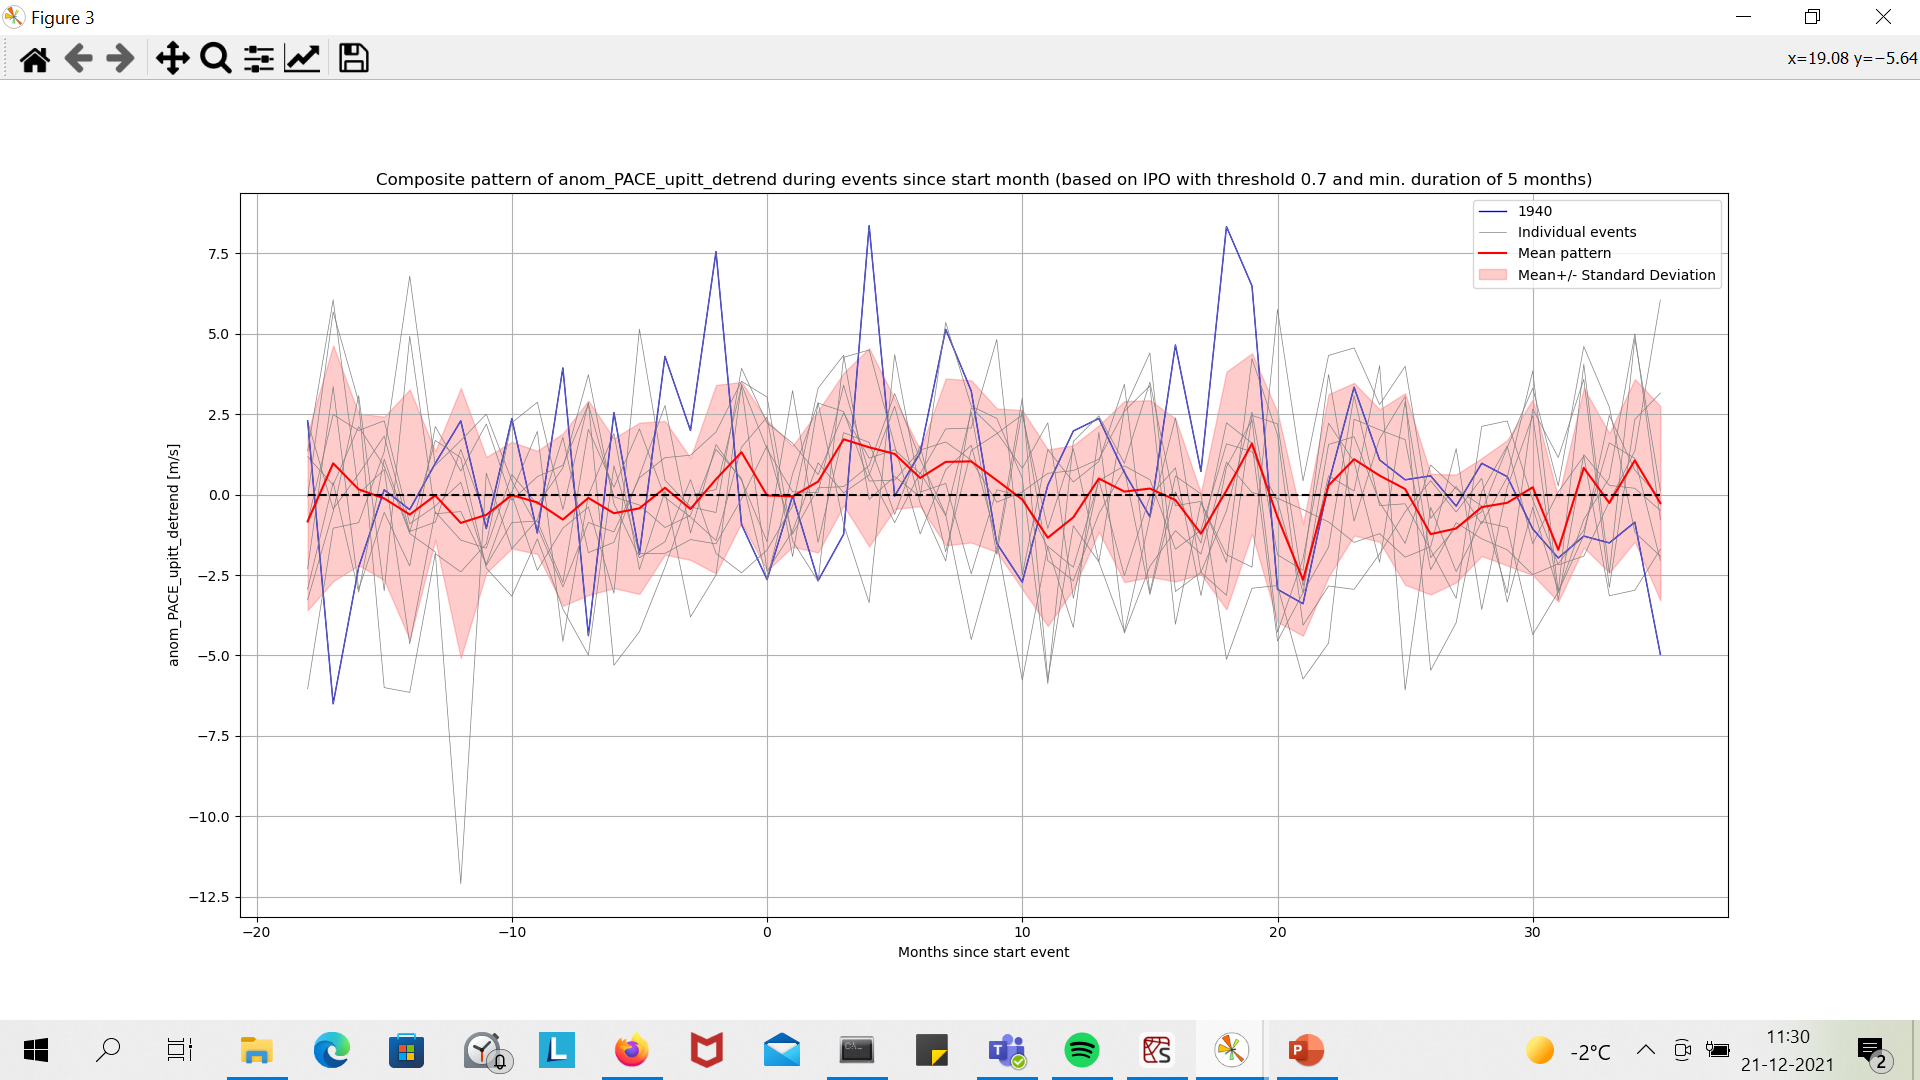 Figure 3
x=19.08 y=−5.64
Composite pattern of anom_PACE_upitt_detrend during events since start month (based on IPO with threshold 0.7 and min. duration of 5 months)
1940
Individual events
Mean pattern
Mean+/- Standard Deviation
7.5
5.0
2.5
0.0
−2.5
−5.0
−7.5
−10.0
−12.5
anom_PACE_upitt_detrend [m/s]
−20
−10
0
10
20
30
Months since start event
L
C:\_
T
S
P
-2°C
11:30
21-12-2021
2